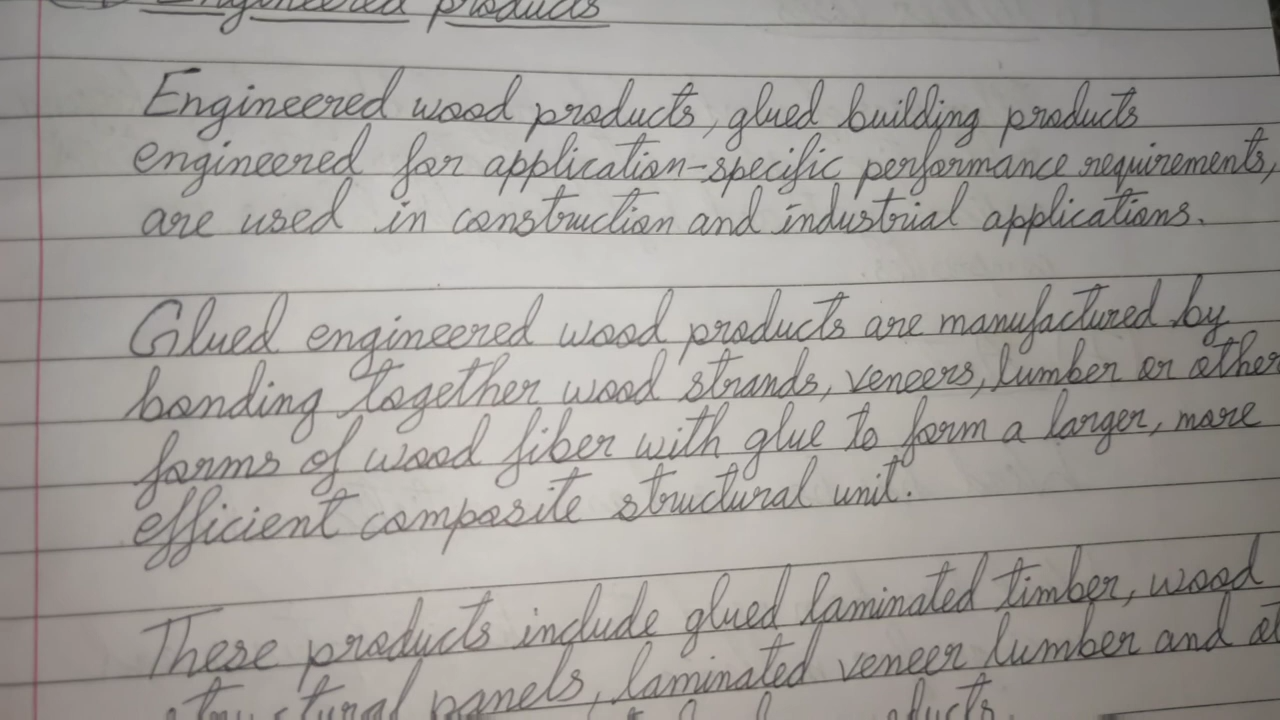 Engineered products
Engineered wood products, glued building products
engineered for application-specific performance requirements,
are used in construction and industrial applications.
Glued engineered wood products are manufactured by
bonding together wood strands, veneers, lumber or other
forms of wood fiber with glue to form a larger, more
efficient composite structural unit.
These products include glued laminated timber, wood
structural panels, laminated veneer lumber and
products.